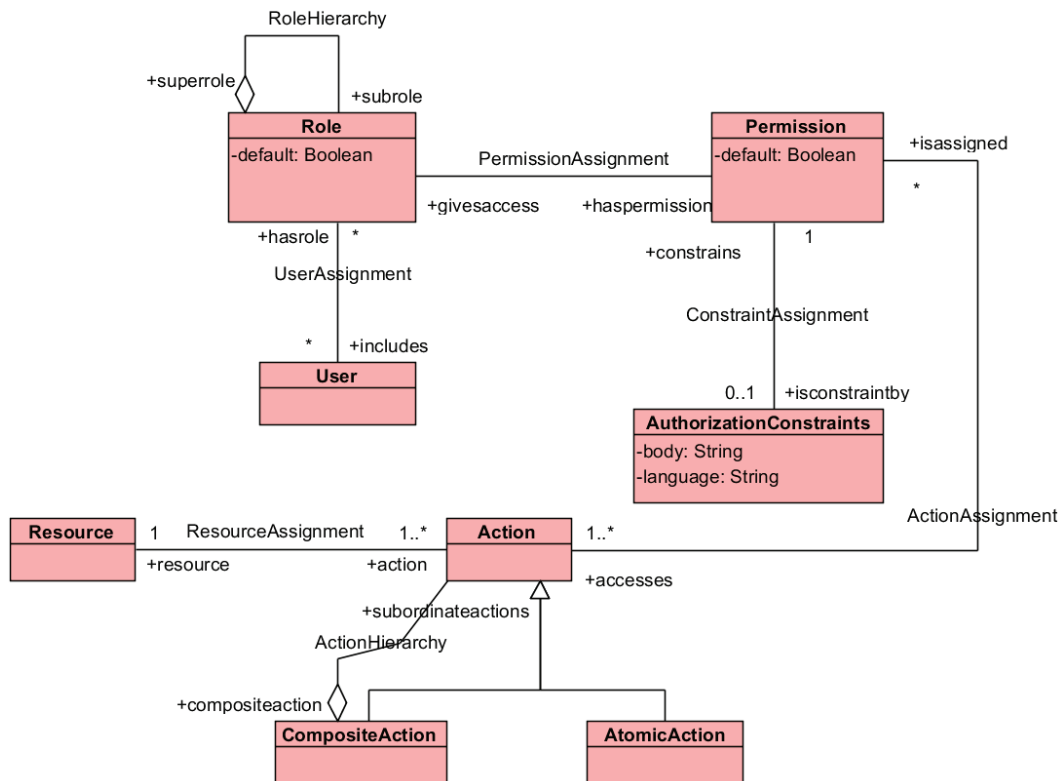 RoleHierarchy
+superrole
+subrole
Role
-default: Boolean
PermissionAssignment
+givesaccess
+haspermission
Permission
-default: Boolean
+isassigned
*
+hasrole
*
UserAssignment
*
+includes
User
+constrains
1
ConstraintAssignment
0..1
+isconstraintby
AuthorizationConstraints
-body: String
-language: String
ActionAssignment
Resource
1
ResourceAssignment
1..*
+resource
+action
Action
1..*
+accesses
+subordinateactions
ActionHierarchy
+compositeaction
CompositeAction
AtomicAction